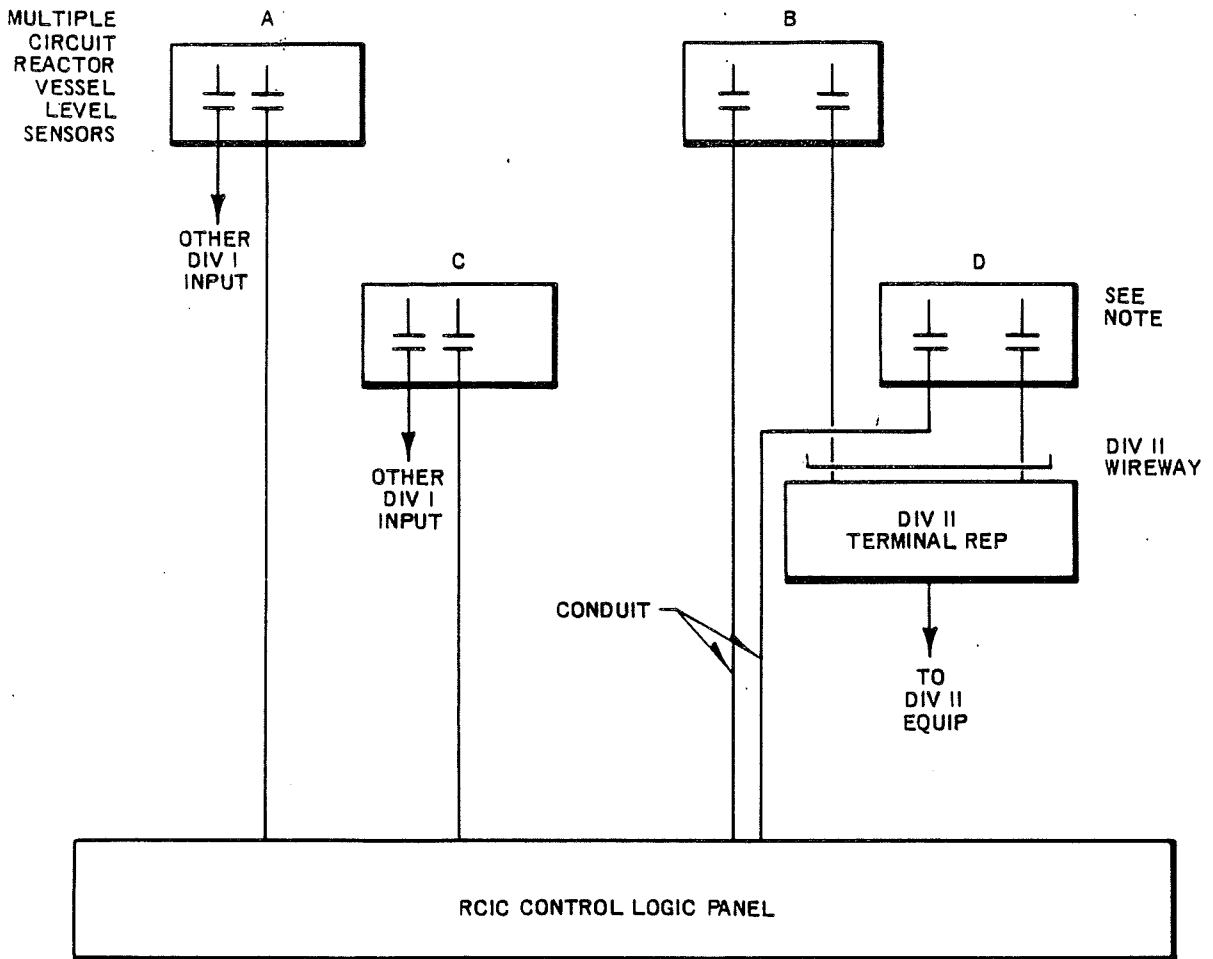 MULTIPLE
CIRCUIT
REACTOR
VESSEL
LEVEL
SENSORS
A
B
OTHER
DIV I
INPUT
C
D
SEE
NOTE
OTHER
DIV I
INPUT
DIV II
WIREWAY
DIV II
TERMINAL REP
CONDUIT
TO
DIV II
EQUIP
RCIC CONTROL LOGIC PANEL